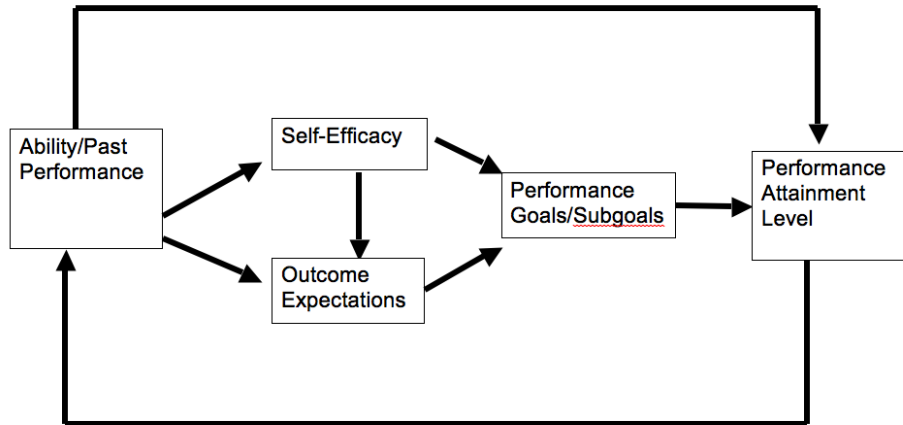 Ability/Past
Performance
Self-Efficacy
Outcome
Expectations
Performance
Goals/Subgoals
Performance
Attainment
Level